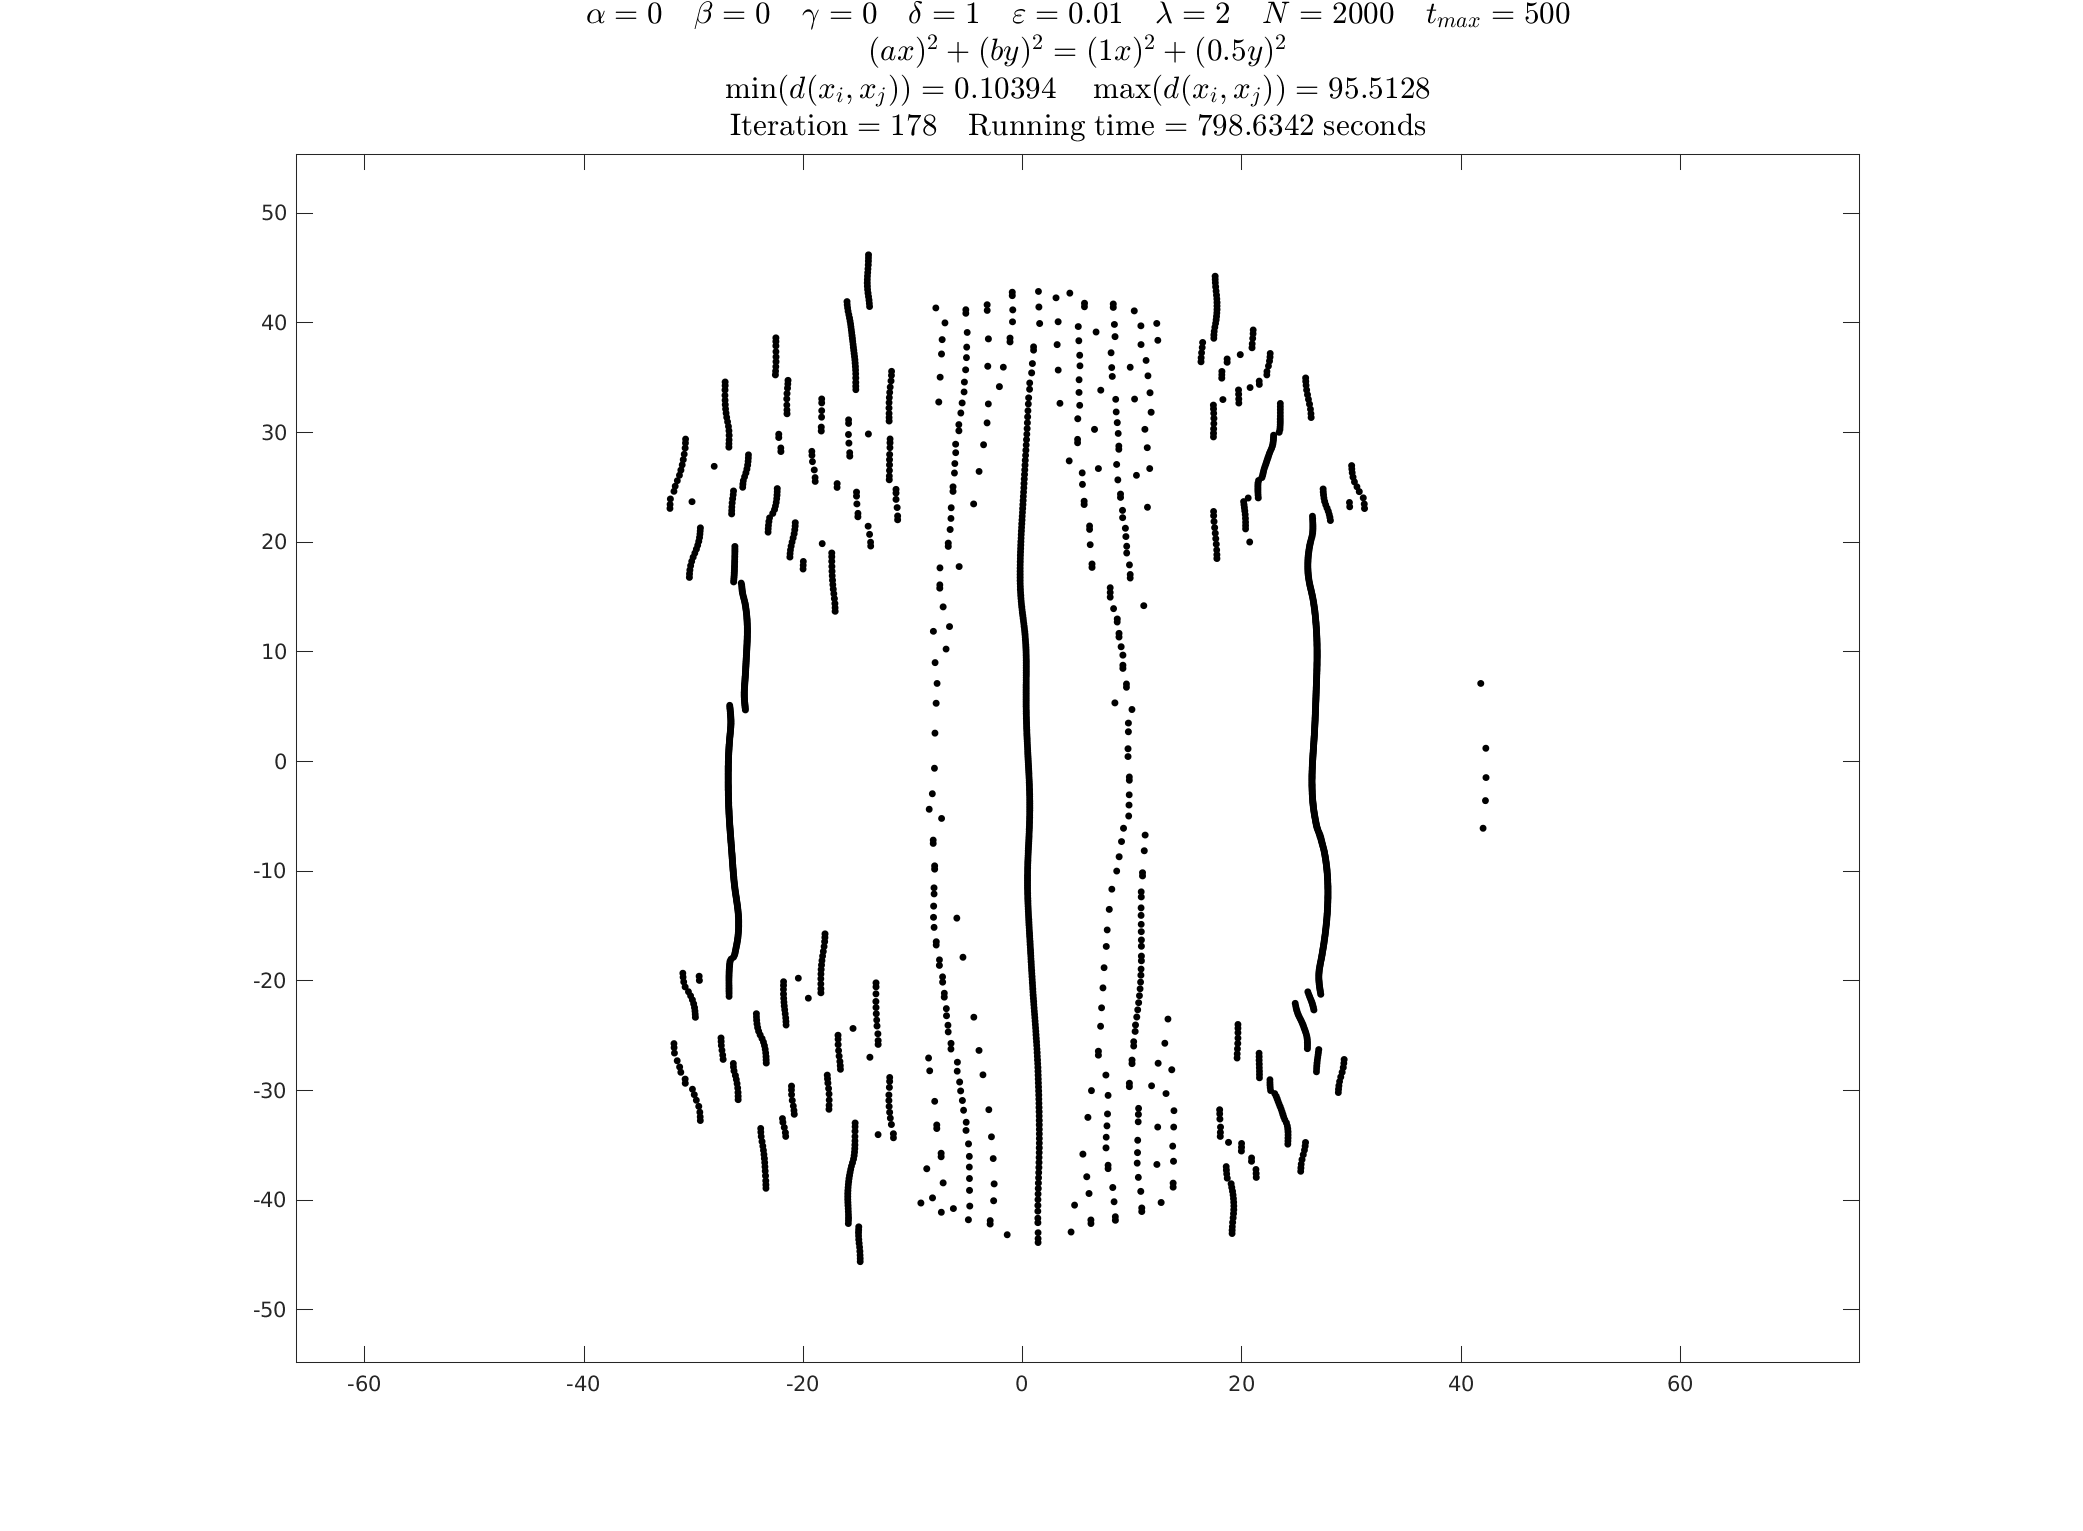 α = 0 β = 0 γ = 0 δ = 1 ε = 0.01 λ = 2 N = 2000 t_{max} = 500
(ax)² + (by)² = (1x)² + (0.5y)²
min(d(x_i, x_j)) = 0.10394 max(d(x_i, x_j)) = 95.5128
Iteration = 178 Running time = 798.6342 seconds
50
40
30
20
10
0
-10
-20
-30
-40
-50
-60 -40 -20 0 20 40 60